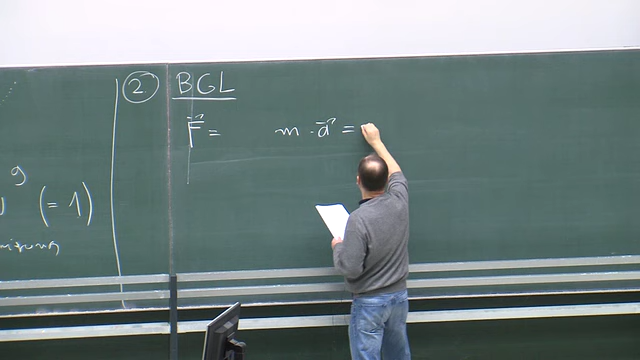 ② BGL
F⃗ = m · a⃗ =
g
(= 1)